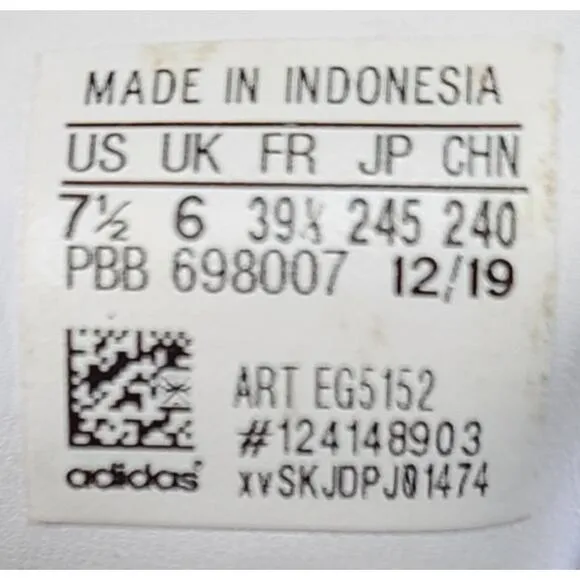 MADE IN INDONESIA
US UK FR JP CHN
7½ 6 39⅓ 245 240
PBB 698007 12/19
ART EG5152
#124148903
adidas
xvSKJDPJ01474